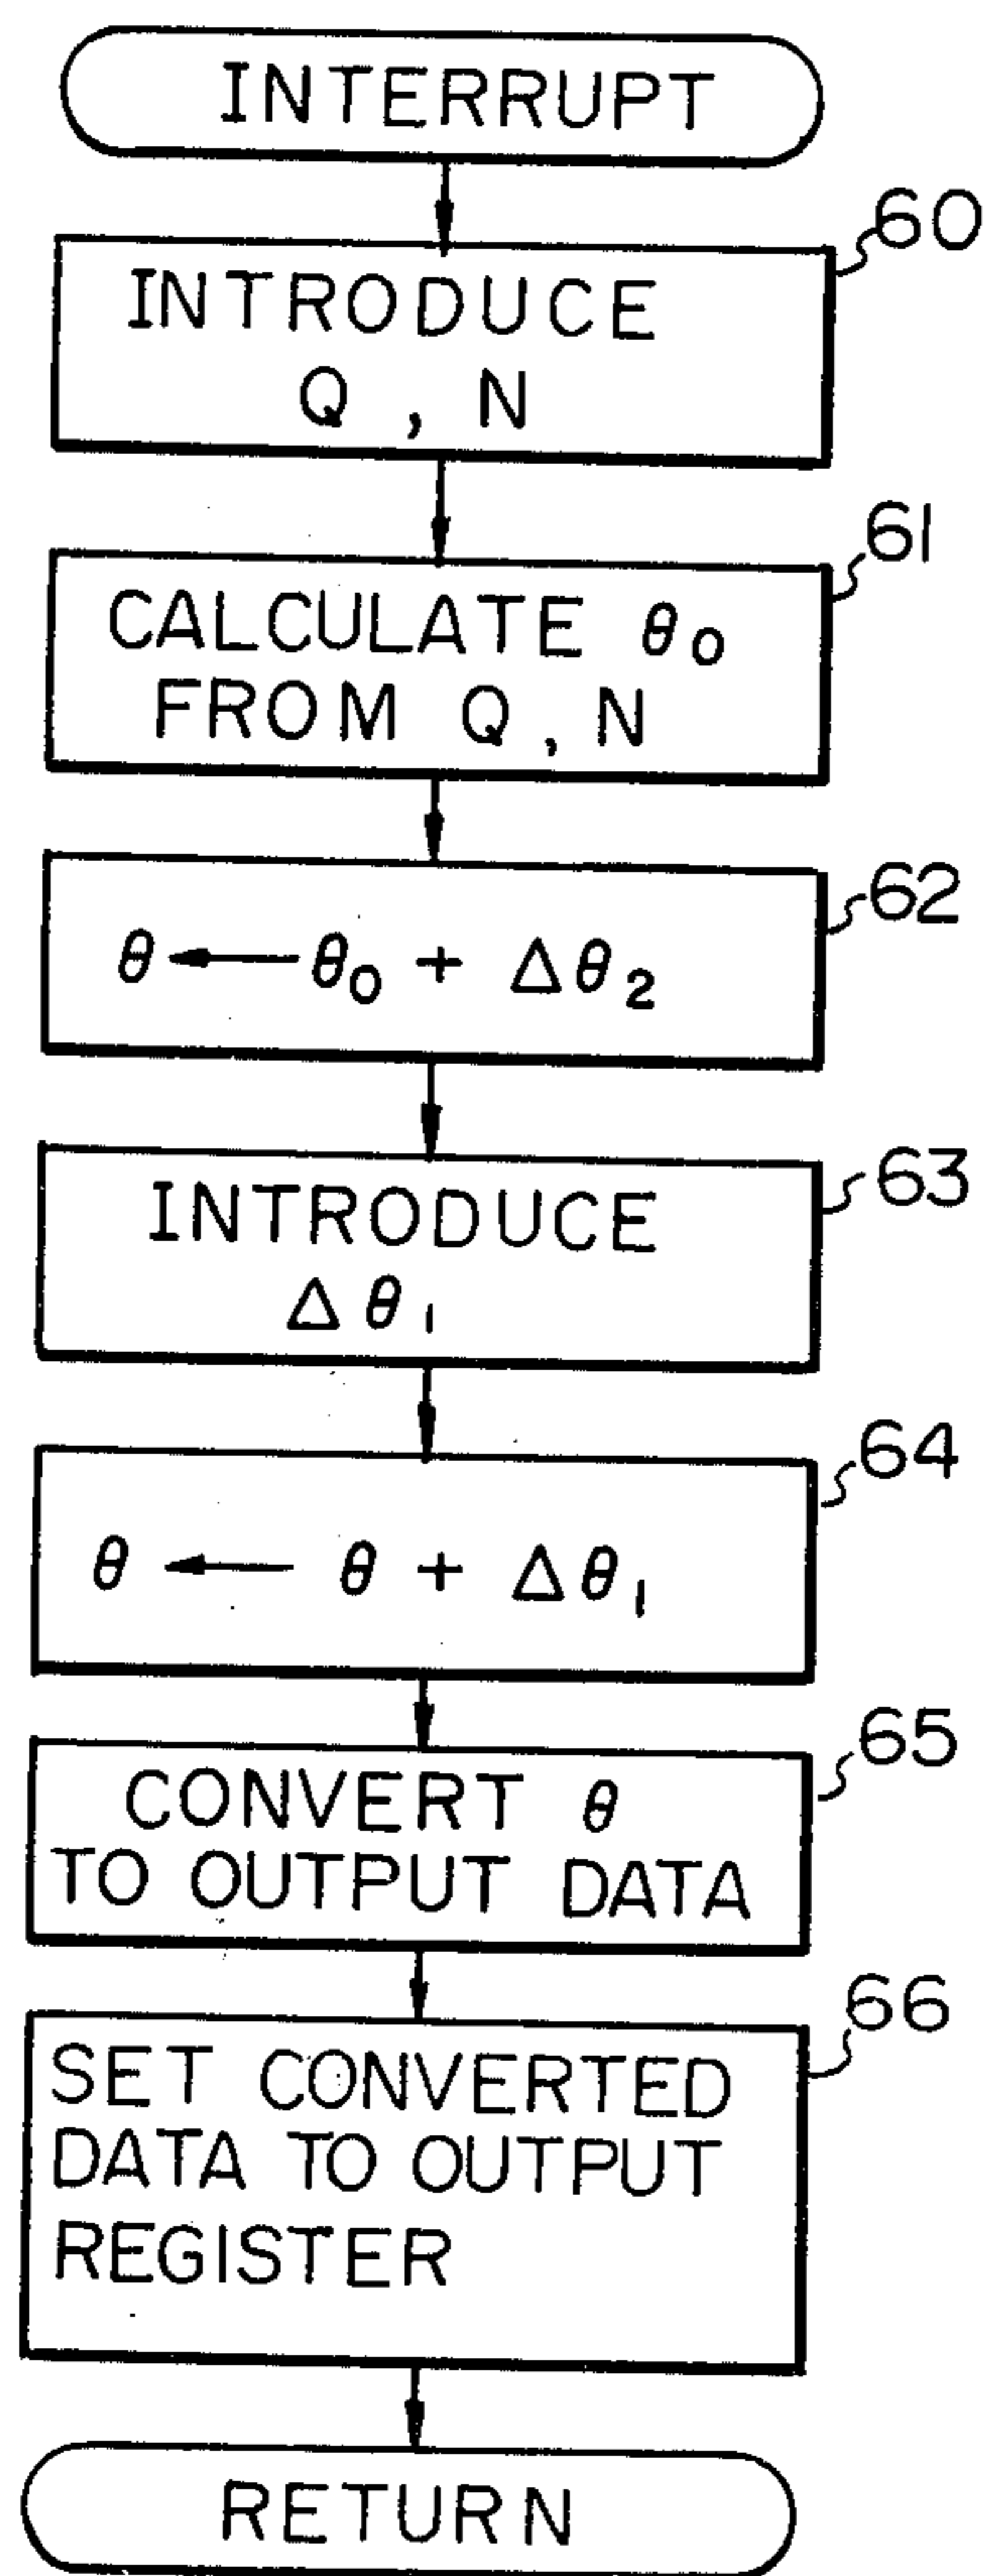 INTERRUPT
60
INTRODUCE
Q , N
61
CALCULATE θ₀
FROM Q , N
62
θ ← θ₀ + Δθ₂
63
INTRODUCE
Δθ₁
64
θ ← θ + Δθ₁
65
CONVERT θ
TO OUTPUT DATA
66
SET CONVERTED
DATA TO OUTPUT
REGISTER
RETURN